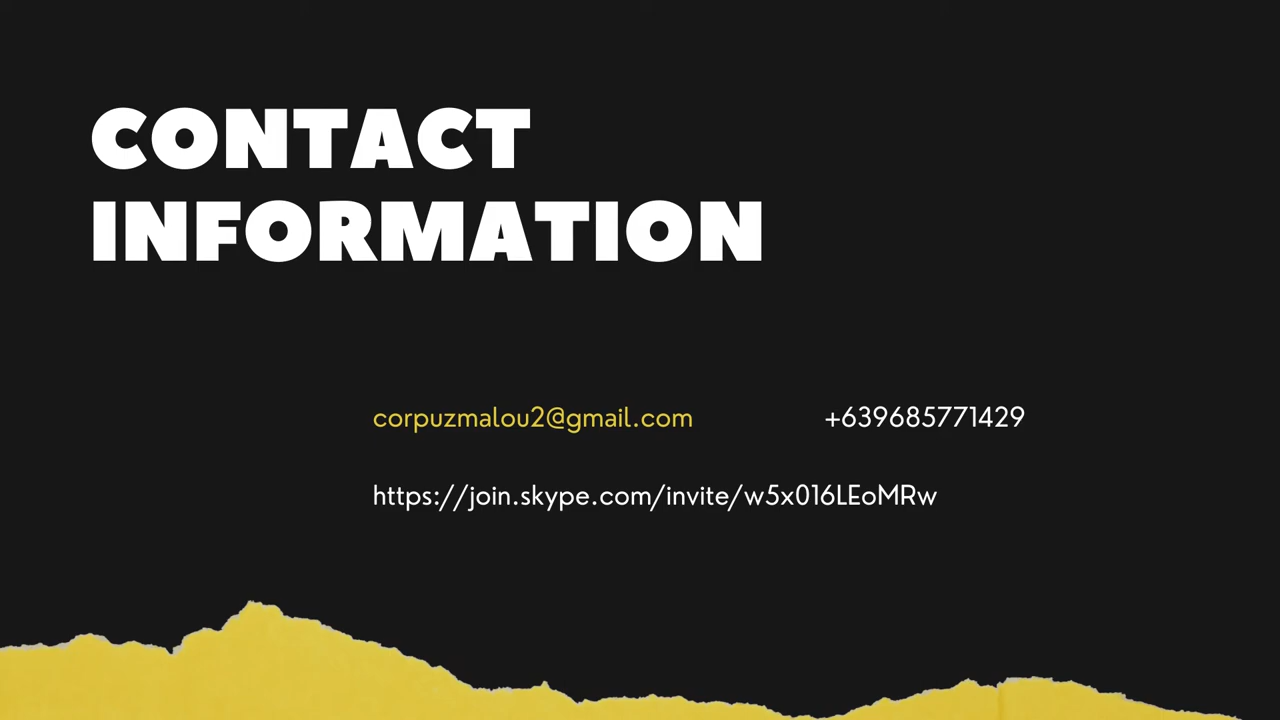 CONTACT
INFORMATION
corpuzmalou2@gmail.com +639685771429
https://join.skype.com/invite/w5x016LEoMRw